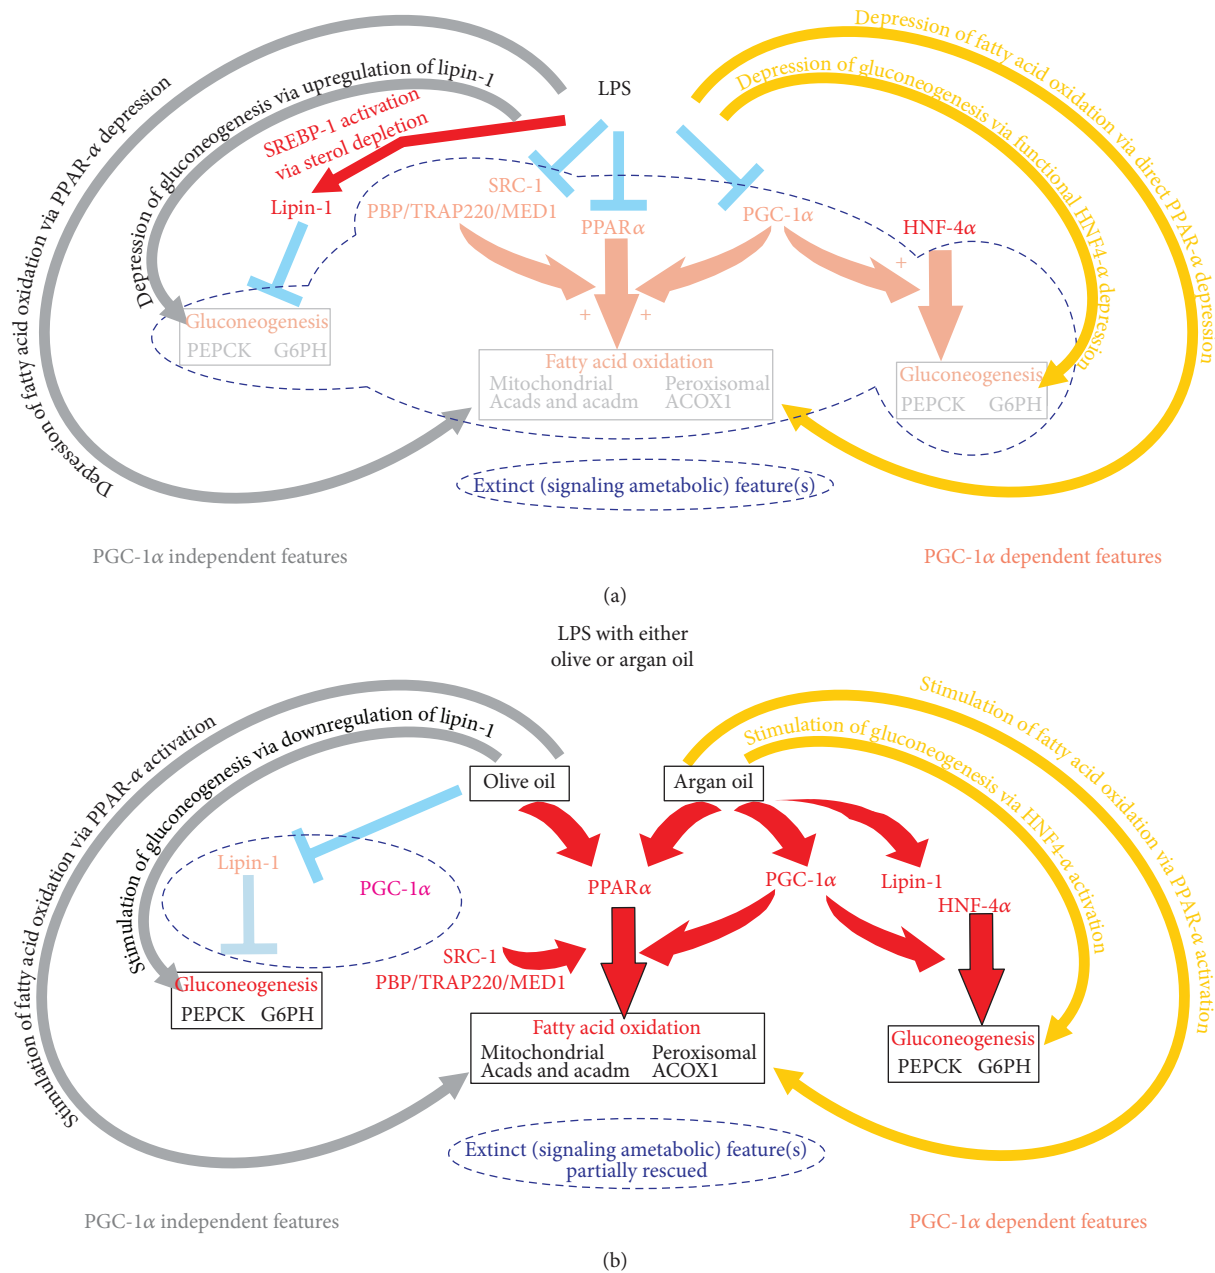 LPS
Depression of fatty acid oxidation via PPAR-α depression
Depression of gluconeogenesis via upregulation of lipin-1
SREBP-1 activation
via sterol depletion
Depression of fatty acid oxidation via direct PPAR-α depression
Depression of gluconeogenesis via functional HNF4-α depression
Lipin-1
SRC-1
PBP/TRAP220/MED1
PPARα
PGC-1α
HNF-4α
+
+
+
Gluconeogenesis
PEPCK G6PH
Fatty acid oxidation
Mitochondrial Peroxisomal
Acads and acadm ACOX1
Gluconeogenesis
PEPCK G6PH
Extinct (signaling ametabolic) feature(s)
PGC-1α independent features
PGC-1α dependent features
(a)
LPS with either
olive or argan oil
Stimulation of fatty acid oxidation via PPAR-α activation
Stimulation of gluconeogenesis via downregulation of lipin-1
Stimulation of fatty acid oxidation via PPAR-α activation
Stimulation of gluconeogenesis via HNF4-α activation
Olive oil
Argan oil
Lipin-1
PGC-1α
PPARα
PGC-1α
Lipin-1
HNF-4α
SRC-1
PBP/TRAP220/MED1
Gluconeogenesis
PEPCK G6PH
Fatty acid oxidation
Mitochondrial Peroxisomal
Acads and acadm ACOX1
Gluconeogenesis
PEPCK G6PH
Extinct (signaling ametabolic) feature(s)
partially rescued
PGC-1α independent features
PGC-1α dependent features
(b)